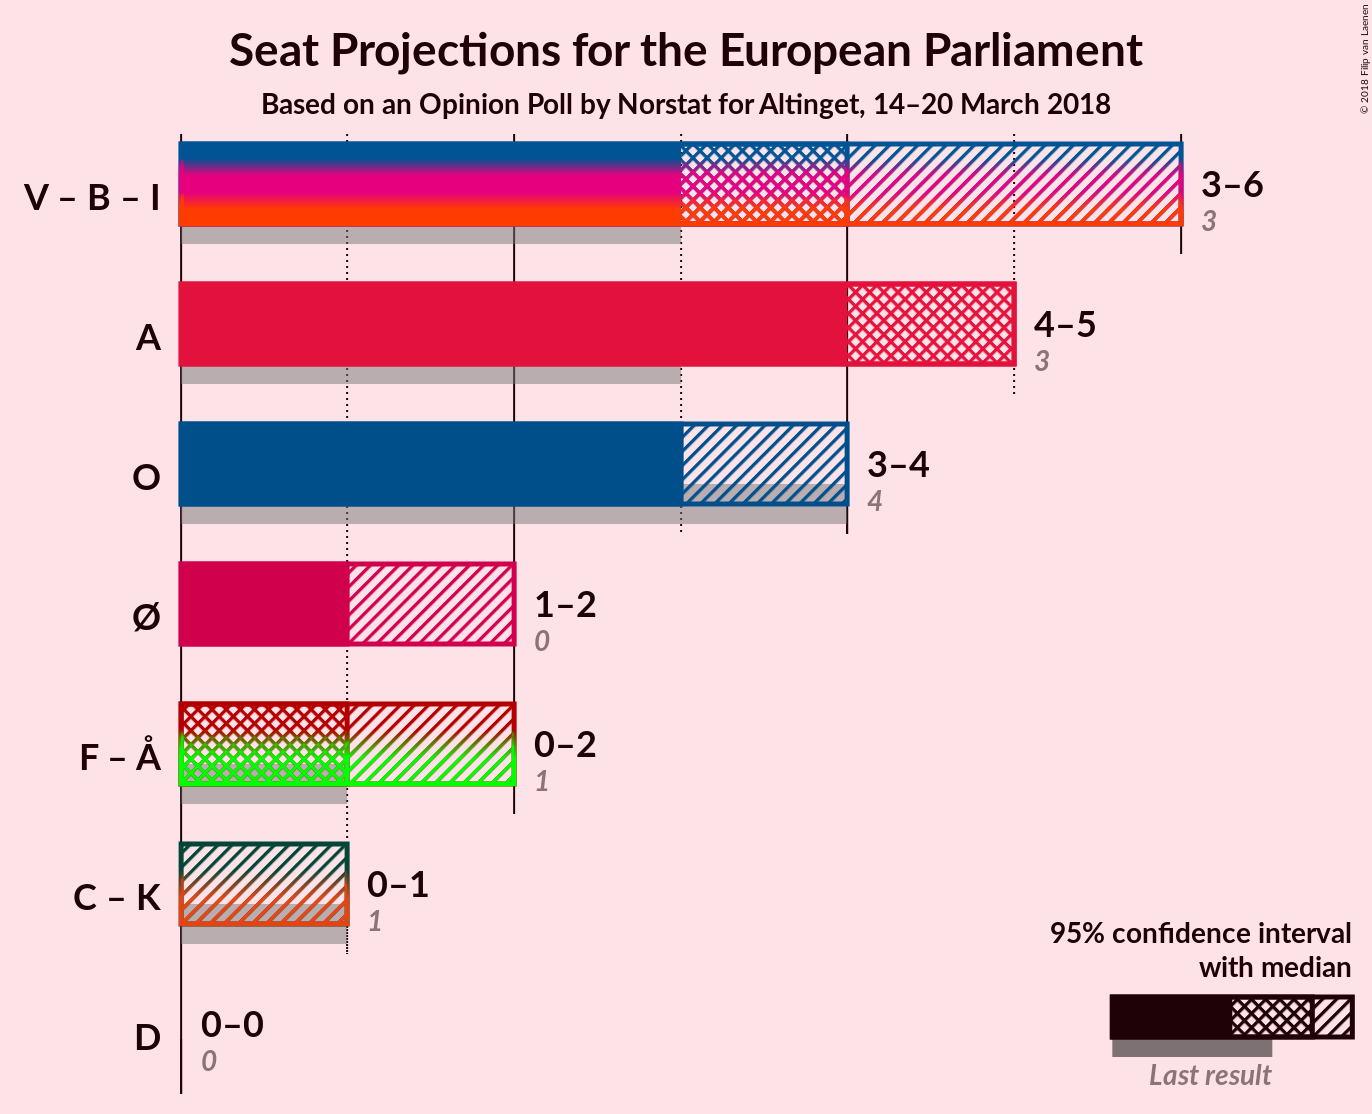 Seat Projections for the European Parliament
Based on an Opinion Poll by Norstat for Altinget, 14–20 March 2018
© 2018 Filip van Laenen
V – B – I
3–6
3
A
4–5
3
O
3–4
4
Ø
1–2
0
F – Å
0–2
1
C – K
0–1
1
D
0–0
0
95% confidence interval
with median
Last result